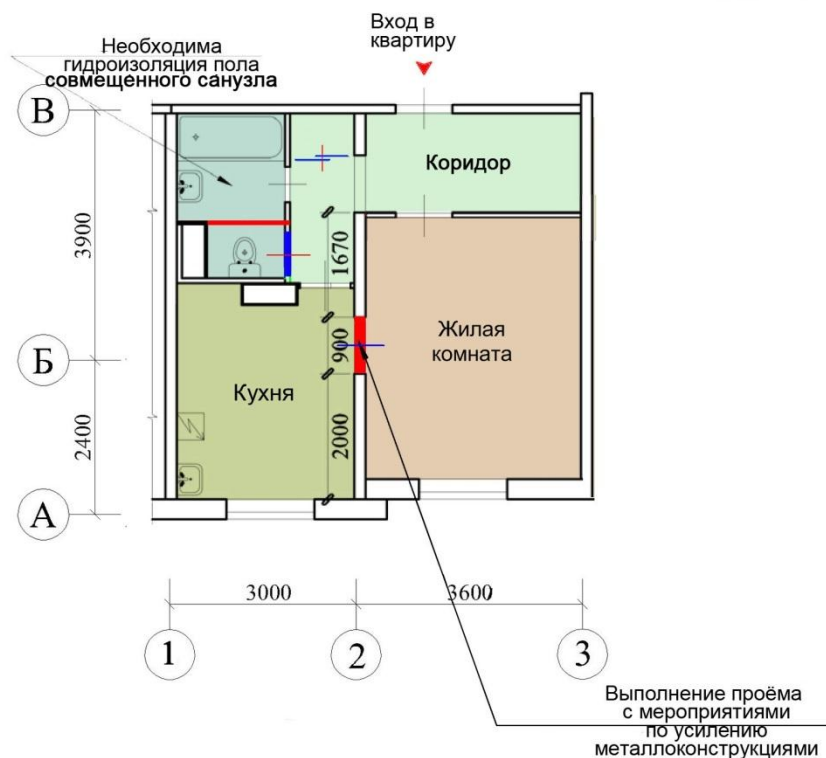 Вход в
квартиру
Необходима
гидроизоляция пола
совмещенного санузла
В
Коридор
3900
1670
Жилая
комната
900
Б
Кухня
2400
2000
А
3000
3600
1
2
3
Выполнение проёма
с мероприятиями
по усилению
металлоконструкциями